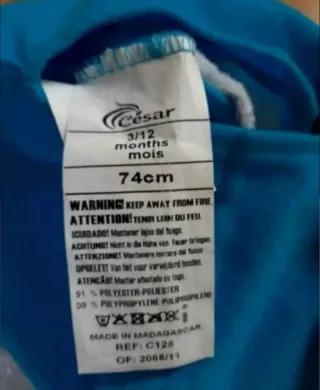 César
3/12
months
mois
74cm
WARNING! KEEP AWAY FROM FIRE.
ATTENTION! TENIR LOIN DU FEU.
¡CUIDADO! Mantener lejos del fuego.
ACHTUNG! Nicht in die Nähe von Feuer bringen.
ATTENZIONE! Mantenere lontano dal fuoco
OPGELET! Van het vuur verwijderd houden.
ATENÇÃO! Manter afastado do fogo.
91 % POLYESTER-POLIESTER
09 % POLYPROPYLENE-POLIPROPILENE
MADE IN MADAGASCAR
REF: C128
OF: 2068/11